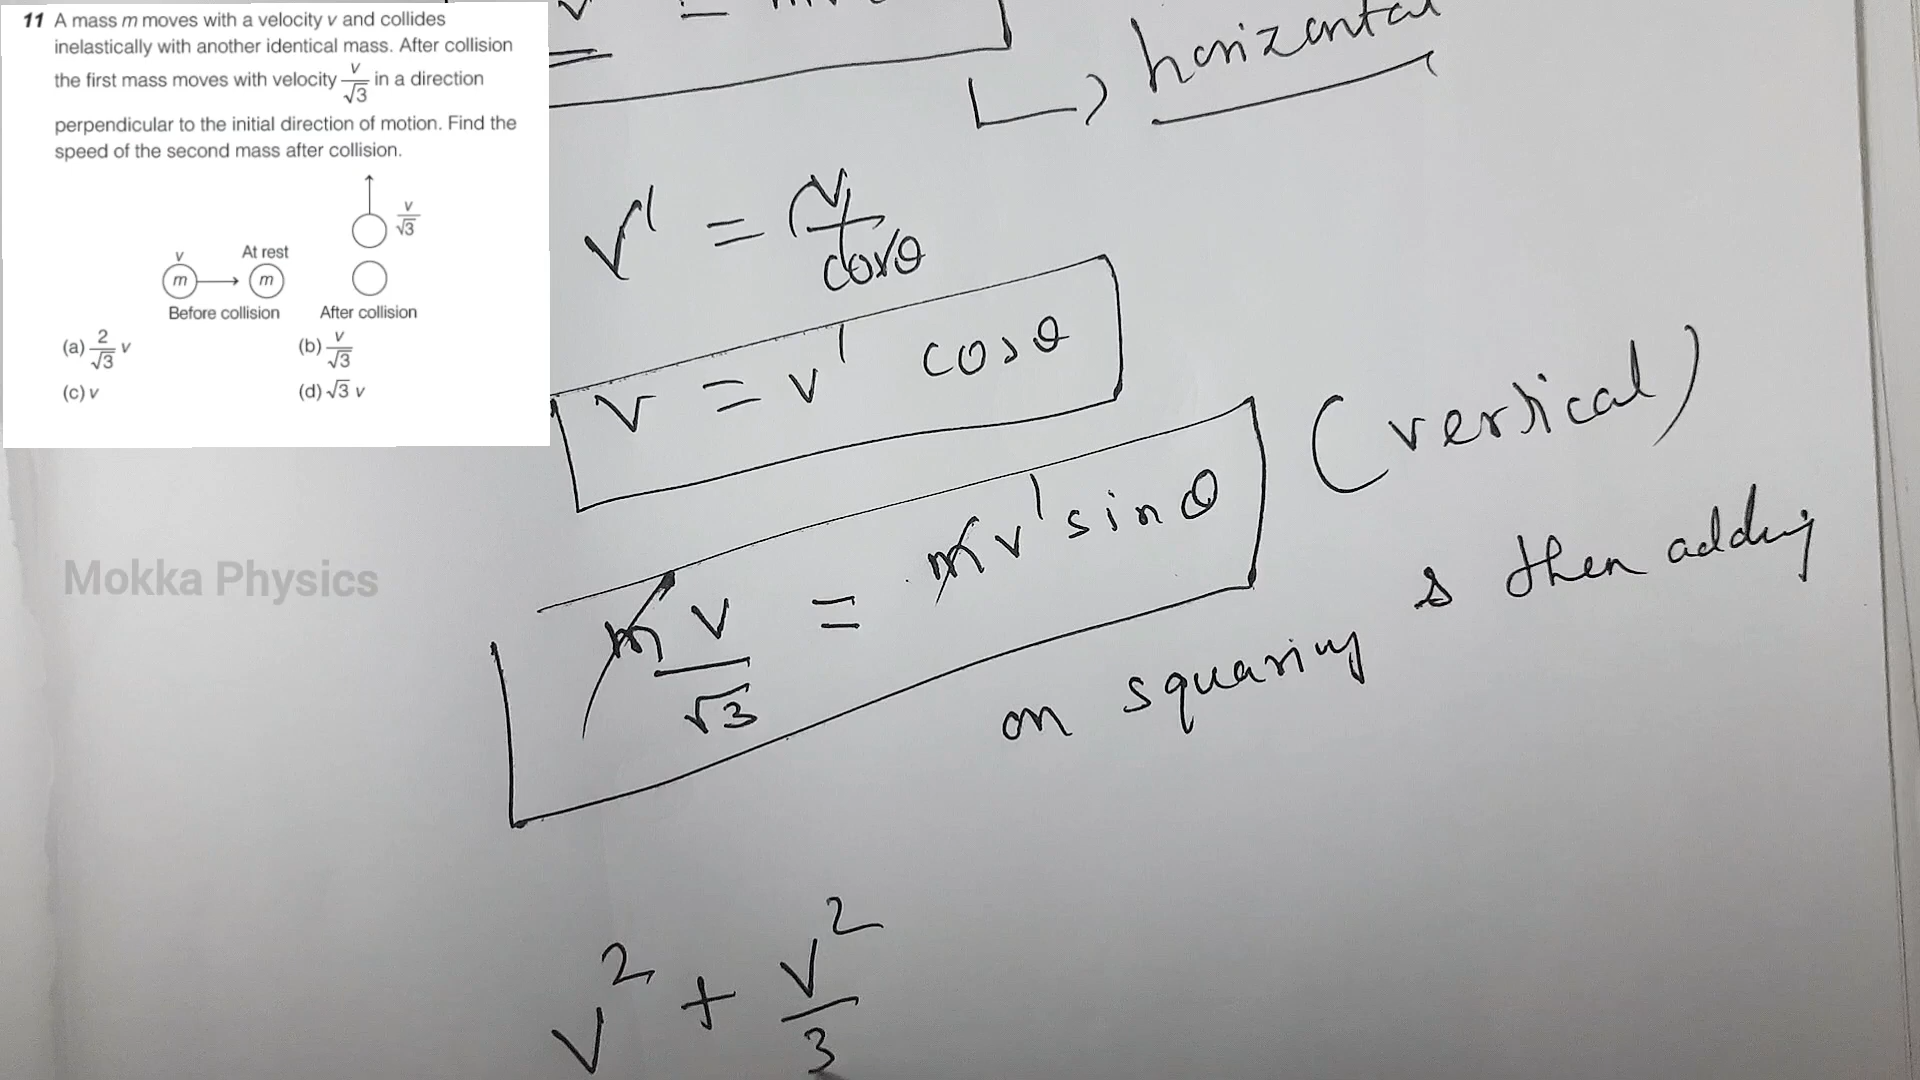 11 A mass m moves with a velocity v and collides
inelastically with another identical mass. After collision
the first mass moves with velocity v/√3 in a direction
perpendicular to the initial direction of motion. Find the
speed of the second mass after collision.
v
m
At rest
m
Before collision
v/√3
After collision
(a) 2/√3 v
(b) v/√3
(c) v
(d) √3 v
horizontal
v' = v/cosθ
v = v' cosθ
mv/√3 = mv' sinθ
(vertical)
on squaring & then adding
v² + v²/3
Mokka Physics